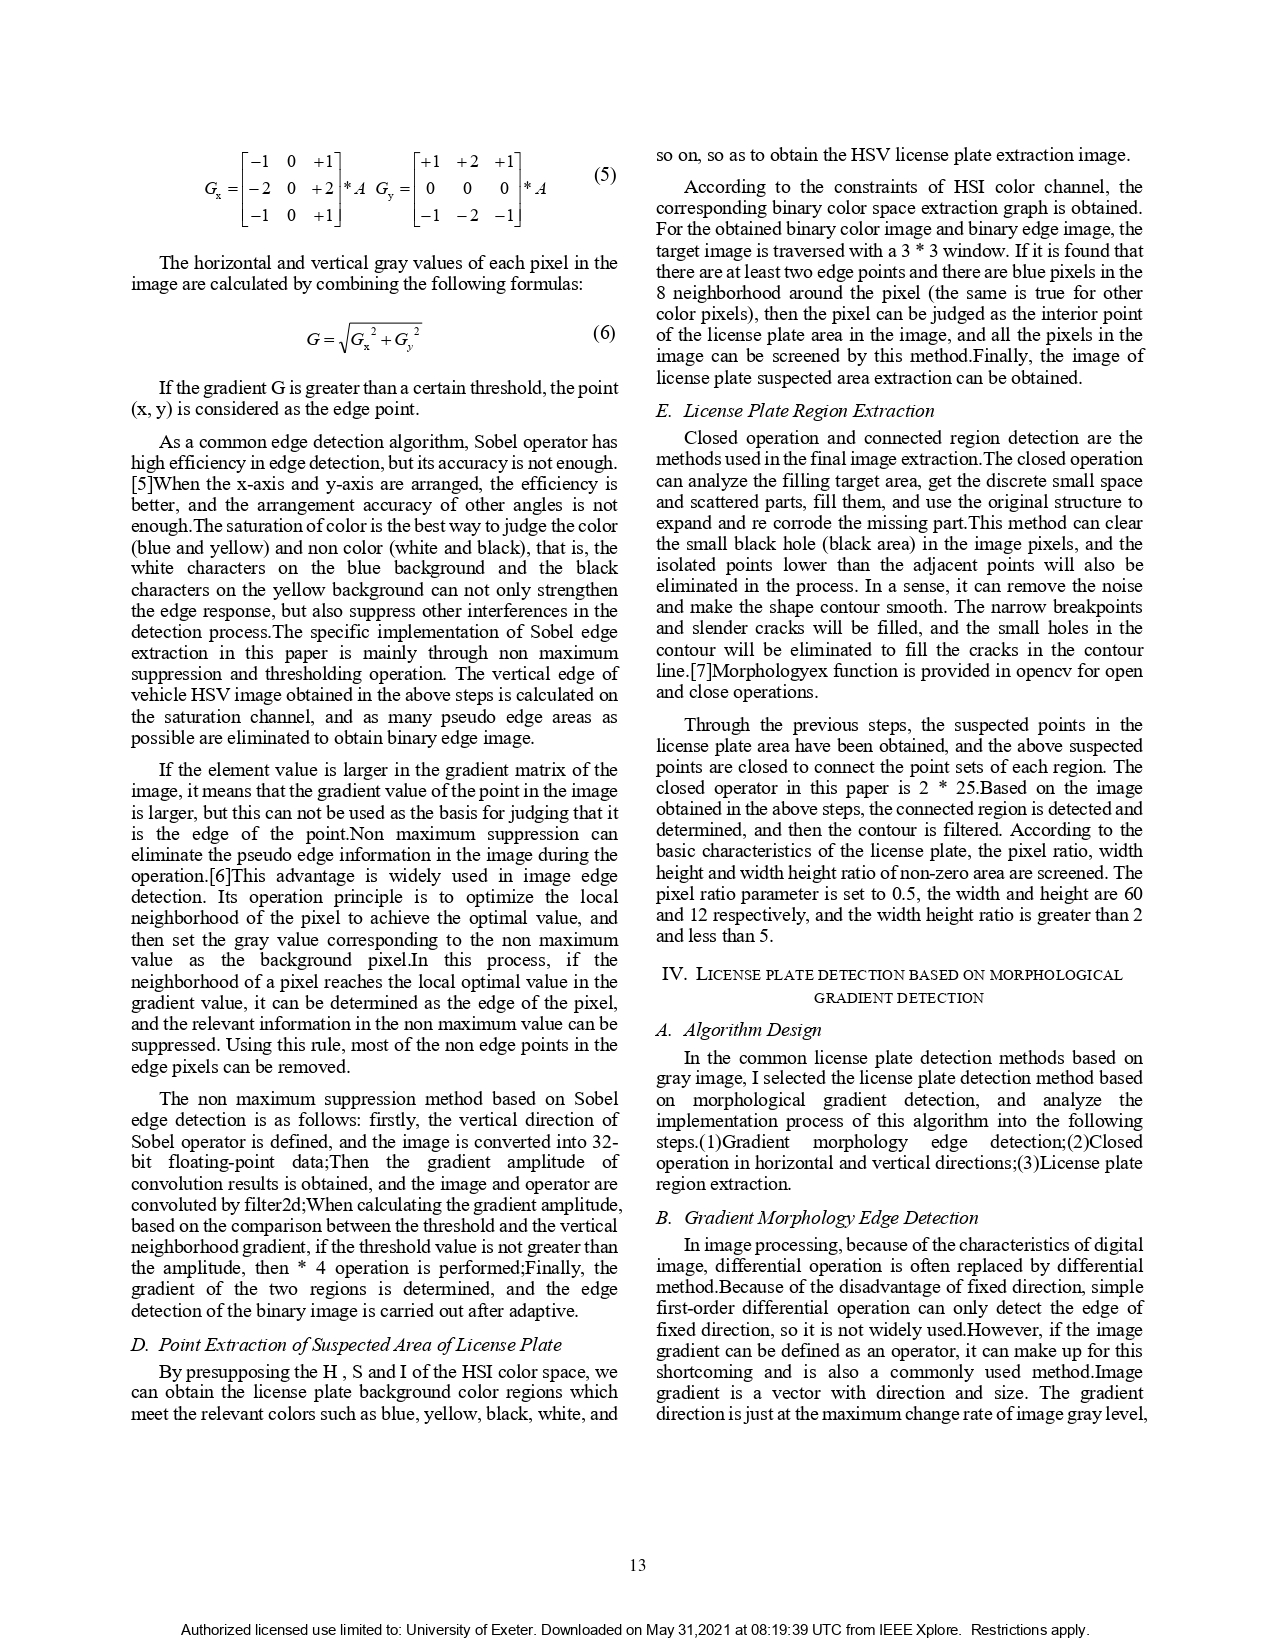 Gx = [ −1 0 +1 ; −2 0 +2 ; −1 0 +1 ] * A Gy = [ +1 +2 +1 ; 0 0 0 ; −1 −2 −1 ] * A (5)
The horizontal and vertical gray values of each pixel in the
image are calculated by combining the following formulas:
G = √(Gx² + Gy²) (6)
If the gradient G is greater than a certain threshold, the point
(x, y) is considered as the edge point.
As a common edge detection algorithm, Sobel operator has
high efficiency in edge detection, but its accuracy is not enough.
[5]When the x-axis and y-axis are arranged, the efficiency is
better, and the arrangement accuracy of other angles is not
enough.The saturation of color is the best way to judge the color
(blue and yellow) and non color (white and black), that is, the
white characters on the blue background and the black
characters on the yellow background can not only strengthen
the edge response, but also suppress other interferences in the
detection process.The specific implementation of Sobel edge
extraction in this paper is mainly through non maximum
suppression and thresholding operation. The vertical edge of
vehicle HSV image obtained in the above steps is calculated on
the saturation channel, and as many pseudo edge areas as
possible are eliminated to obtain binary edge image.
If the element value is larger in the gradient matrix of the
image, it means that the gradient value of the point in the image
is larger, but this can not be used as the basis for judging that it
is the edge of the point.Non maximum suppression can
eliminate the pseudo edge information in the image during the
operation.[6]This advantage is widely used in image edge
detection. Its operation principle is to optimize the local
neighborhood of the pixel to achieve the optimal value, and
then set the gray value corresponding to the non maximum
value as the background pixel.In this process, if the
neighborhood of a pixel reaches the local optimal value in the
gradient value, it can be determined as the edge of the pixel,
and the relevant information in the non maximum value can be
suppressed. Using this rule, most of the non edge points in the
edge pixels can be removed.
The non maximum suppression method based on Sobel
edge detection is as follows: firstly, the vertical direction of
Sobel operator is defined, and the image is converted into 32-
bit floating-point data;Then the gradient amplitude of
convolution results is obtained, and the image and operator are
convoluted by filter2d;When calculating the gradient amplitude,
based on the comparison between the threshold and the vertical
neighborhood gradient, if the threshold value is not greater than
the amplitude, then * 4 operation is performed;Finally, the
gradient of the two regions is determined, and the edge
detection of the binary image is carried out after adaptive.
D. Point Extraction of Suspected Area of License Plate
By presupposing the H , S and I of the HSI color space, we
can obtain the license plate background color regions which
meet the relevant colors such as blue, yellow, black, white, and
so on, so as to obtain the HSV license plate extraction image.
According to the constraints of HSI color channel, the
corresponding binary color space extraction graph is obtained.
For the obtained binary color image and binary edge image, the
target image is traversed with a 3 * 3 window. If it is found that
there are at least two edge points and there are blue pixels in the
8 neighborhood around the pixel (the same is true for other
color pixels), then the pixel can be judged as the interior point
of the license plate area in the image, and all the pixels in the
image can be screened by this method.Finally, the image of
license plate suspected area extraction can be obtained.
E. License Plate Region Extraction
Closed operation and connected region detection are the
methods used in the final image extraction.The closed operation
can analyze the filling target area, get the discrete small space
and scattered parts, fill them, and use the original structure to
expand and re corrode the missing part.This method can clear
the small black hole (black area) in the image pixels, and the
isolated points lower than the adjacent points will also be
eliminated in the process. In a sense, it can remove the noise
and make the shape contour smooth. The narrow breakpoints
and slender cracks will be filled, and the small holes in the
contour will be eliminated to fill the cracks in the contour
line.[7]Morphologyex function is provided in opencv for open
and close operations.
Through the previous steps, the suspected points in the
license plate area have been obtained, and the above suspected
points are closed to connect the point sets of each region. The
closed operator in this paper is 2 * 25.Based on the image
obtained in the above steps, the connected region is detected and
determined, and then the contour is filtered. According to the
basic characteristics of the license plate, the pixel ratio, width
height and width height ratio of non-zero area are screened. The
pixel ratio parameter is set to 0.5, the width and height are 60
and 12 respectively, and the width height ratio is greater than 2
and less than 5.
IV. LICENSE PLATE DETECTION BASED ON MORPHOLOGICAL
GRADIENT DETECTION
A. Algorithm Design
In the common license plate detection methods based on
gray image, I selected the license plate detection method based
on morphological gradient detection, and analyze the
implementation process of this algorithm into the following
steps.(1)Gradient morphology edge detection;(2)Closed
operation in horizontal and vertical directions;(3)License plate
region extraction.
B. Gradient Morphology Edge Detection
In image processing, because of the characteristics of digital
image, differential operation is often replaced by differential
method.Because of the disadvantage of fixed direction, simple
first-order differential operation can only detect the edge of
fixed direction, so it is not widely used.However, if the image
gradient can be defined as an operator, it can make up for this
shortcoming and is also a commonly used method.Image
gradient is a vector with direction and size. The gradient
direction is just at the maximum change rate of image gray level,
13
Authorized licensed use limited to: University of Exeter. Downloaded on May 31,2021 at 08:19:39 UTC from IEEE Xplore. Restrictions apply.